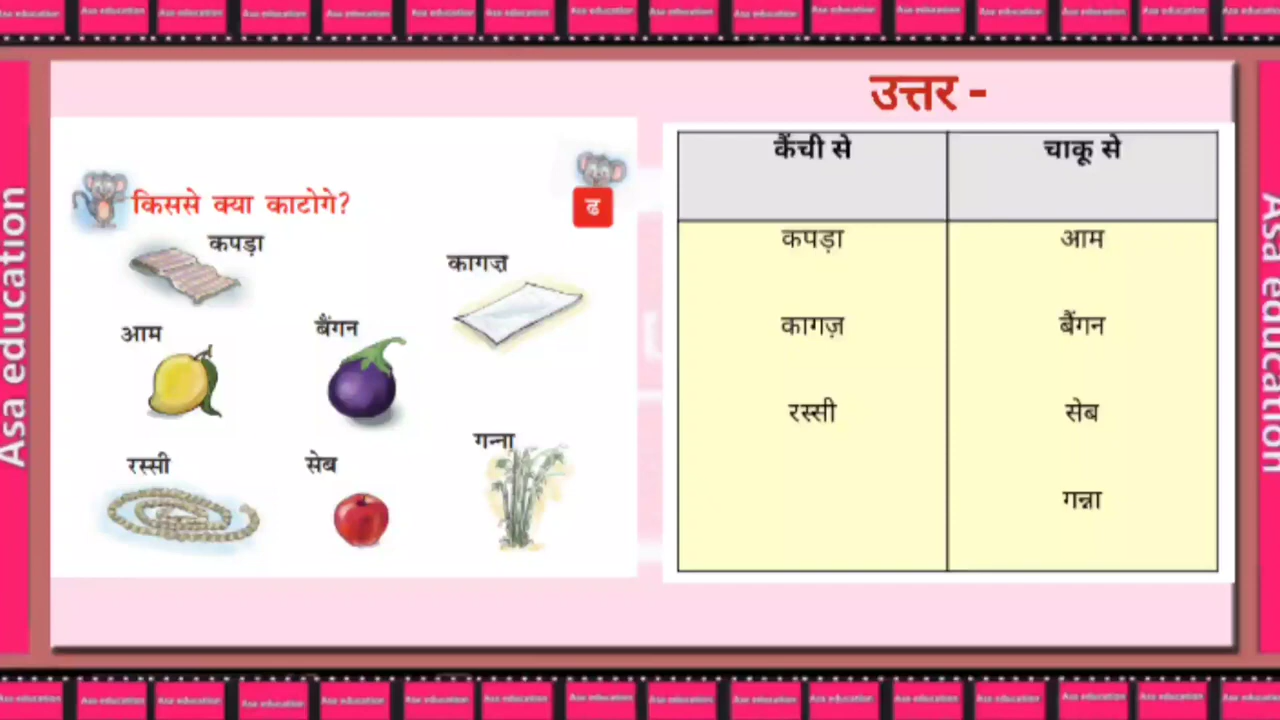 Asa education
उत्तर -
किससे क्या काटोगे?
ढ
कपड़ा
कागज़
आम
बैंगन
रस्सी
सेब
गन्ना
कैंची से चाकू से
कपड़ा आम
कागज़ बैंगन
रस्सी सेब
गन्ना
Asa education